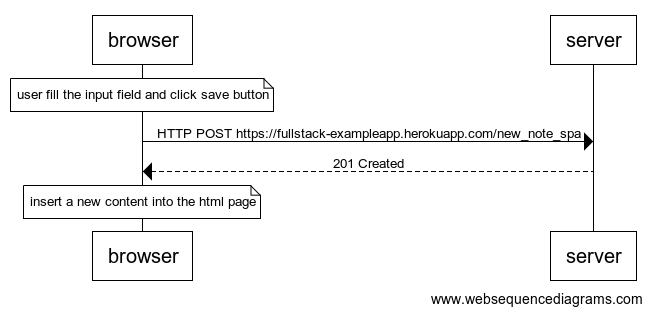 browser
server
user fill the input field and click save button
HTTP POST https://fullstack-exampleapp.herokuapp.com/new_note_spa
201 Created
insert a new content into the html page
browser
server
www.websequencediagrams.com